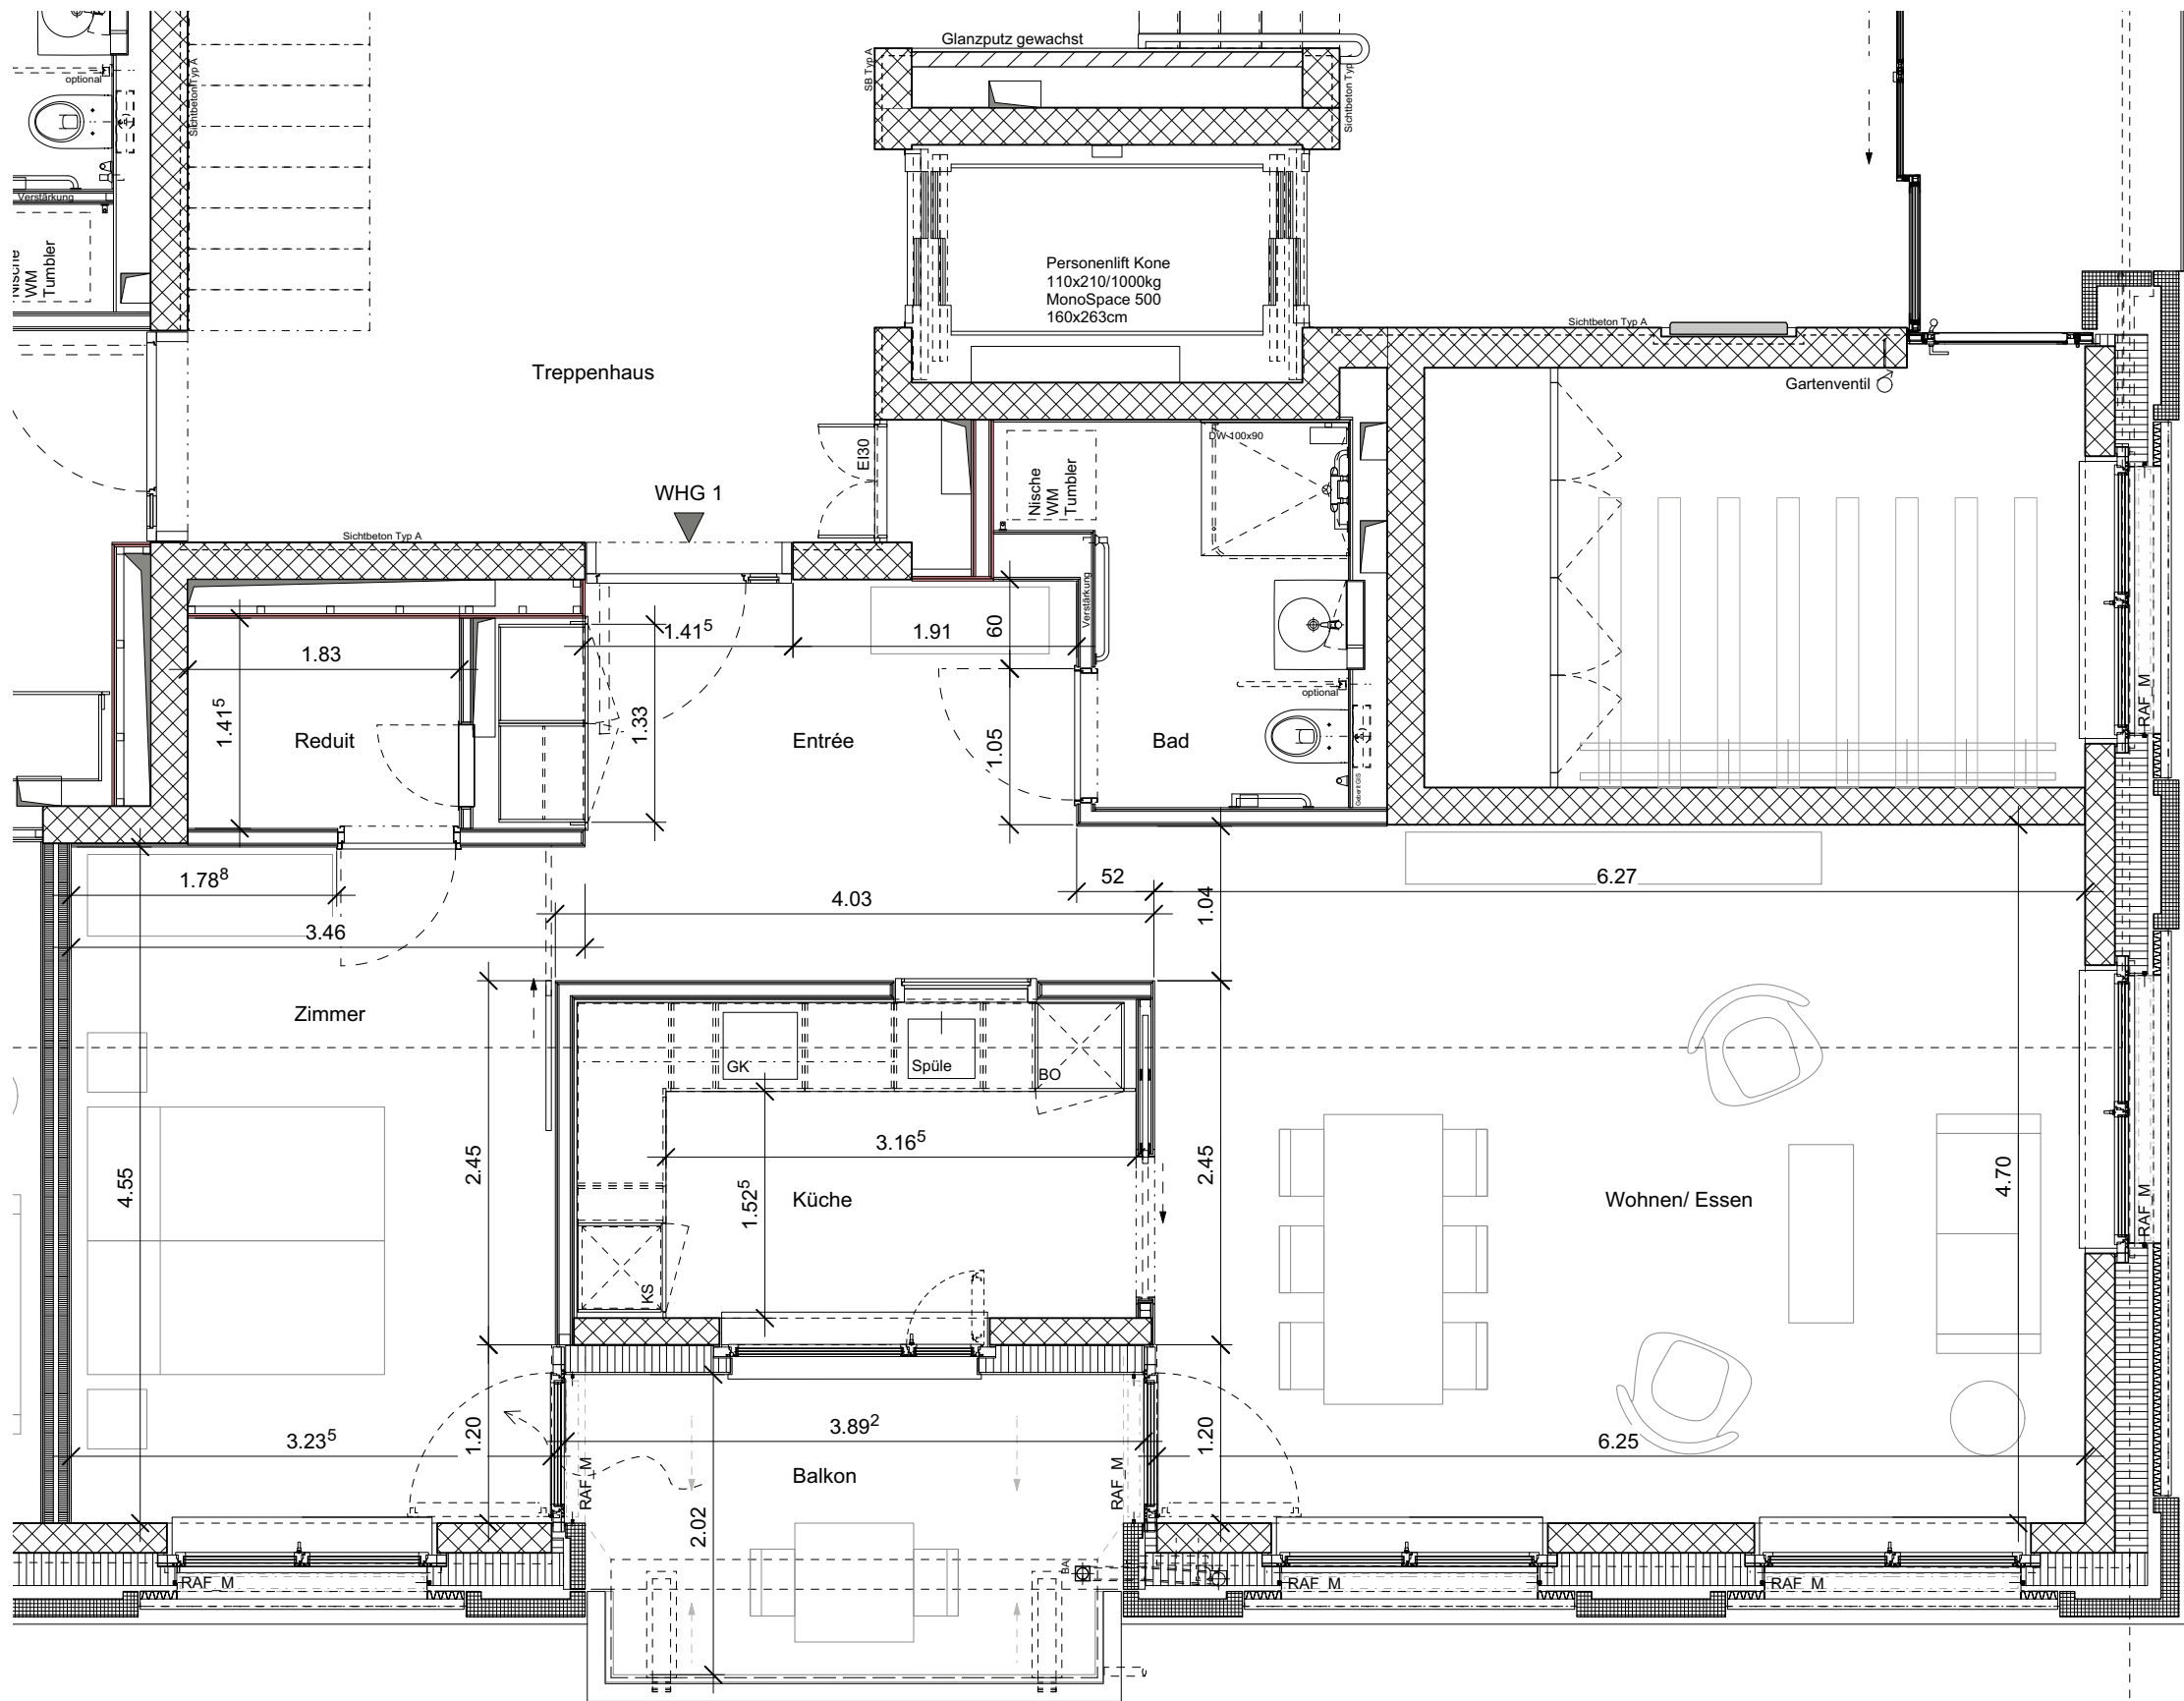 Glanzputz gewachst
SB Typ A
Sichtbeton Typ
Sichtbeton Typ A
optional
Verstärkung
Nische
WM
Tumbler
Personenlift Kone
110x210/1000kg
MonoSpace 500
160x263cm
Sichtbeton Typ A
Treppenhaus
Gartenventil
EI30
DW 100x90
Nische
WM
Tumbler
WHG 1
Sichtbeton Typ A
Verstärkung
1.41⁵
1.91
60
1.83
1.41⁵
1.33
1.05
optional
RAF_M
Reduit
Entrée
Bad
Geberit GIS
1.78⁸
52
6.27
4.03
1.04
3.46
Zimmer
GK
Spüle
BO
3.16⁵
2.45
2.45
4.55
1.52⁵
4.70
Küche
Wohnen/ Essen
RAF_M
KS
3.23⁵
1.20
3.89²
1.20
6.25
Balkon
RAF_M
RAF_M
2.02
BA
RAF_M
RAF_M
RAF_M